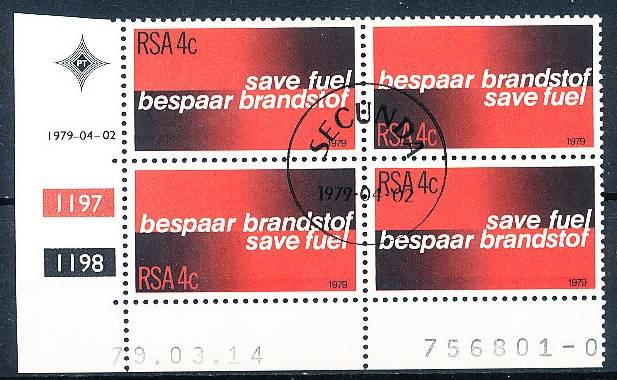 PT
1979-04-02
1197
1198
RSA 4c
save fuel
bespaar brandstof
1979
bespaar brandstof
save fuel
RSA 4c
1979
bespaar brandstof
save fuel
RSA 4c
1979
RSA 4c
save fuel
bespaar brandstof
1979
SECUNDA
1979-04-02
79.03.14
756801-0